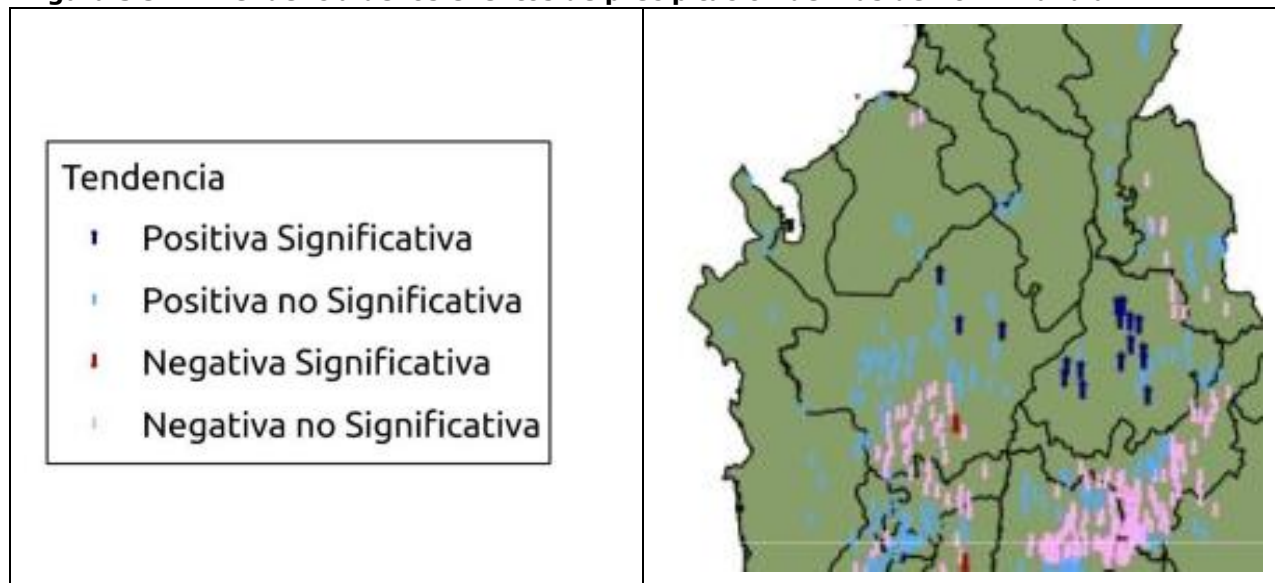 Tendencia
Positiva Significativa
Positiva no Significativa
Negativa Significativa
Negativa no Significativa